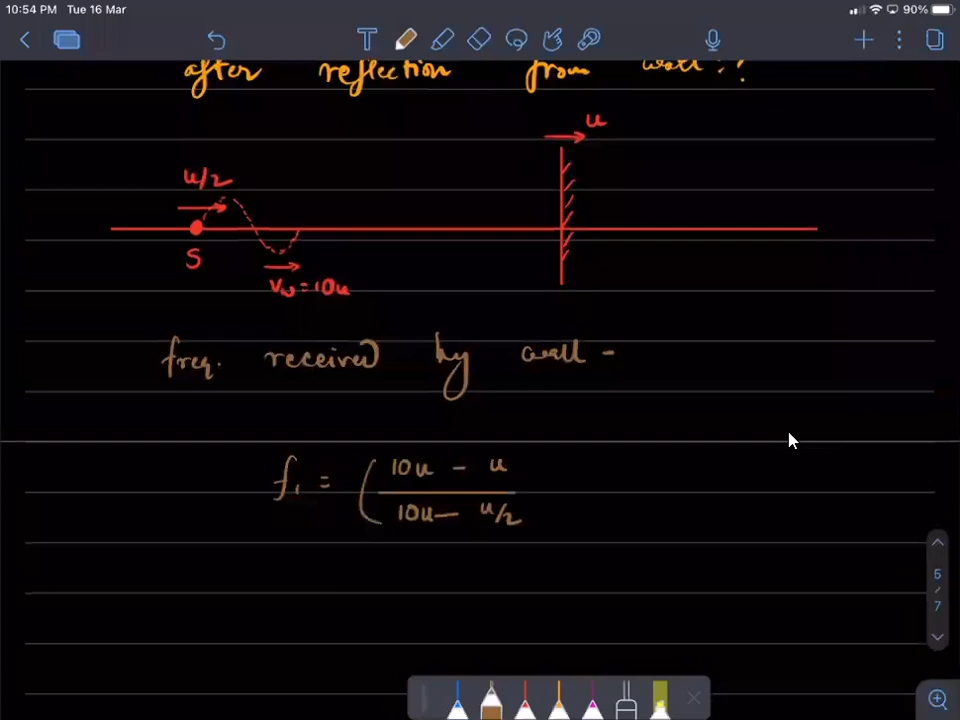 10:54 PM Tue 16 Mar 90%
after reflection from wall ??
u
u/2
S
Vw = 10u
freq. received by wall -
f1 = ( 10u - u
10u - u/2
5
/
7